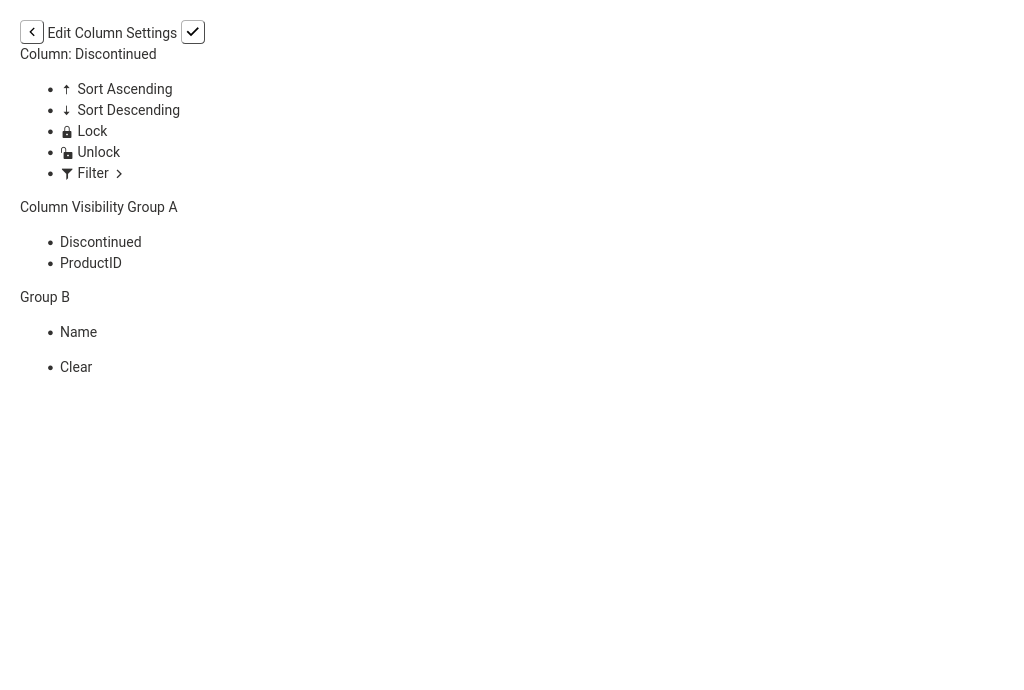 Edit Column Settings
Column: Discontinued
Sort Ascending
Sort Descending
Lock
Unlock
Filter
Column Visibility Group A
Discontinued
ProductID
Group B
Name
Clear